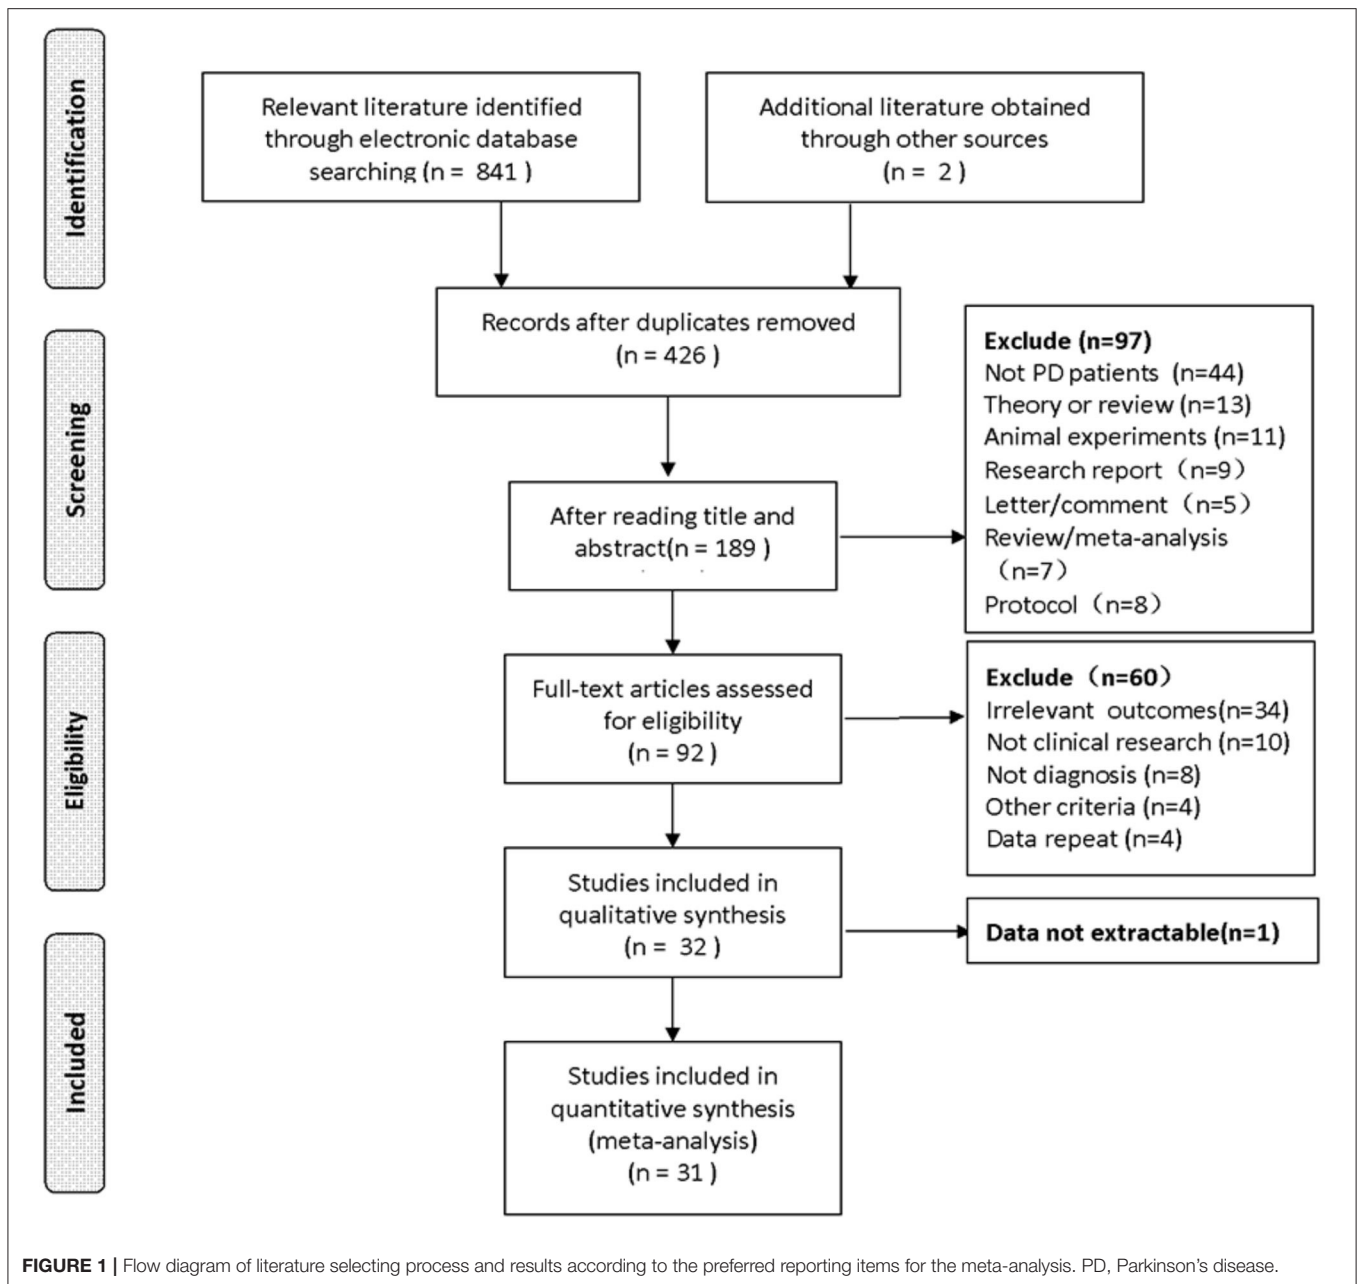 Identification
Relevant literature identified
through electronic database
searching (n = 841 )
Additional literature obtained
through other sources
(n = 2 )
Records after duplicates removed
(n = 426 )
Screening
Exclude (n=97)
Not PD patients (n=44)
Theory or review (n=13)
Animal experiments (n=11)
Research report（n=9）
Letter/comment（n=5）
Review/meta-analysis
（n=7）
Protocol（n=8）
After reading title and
abstract(n = 189 )
Eligibility
Full-text articles assessed
for eligibility
(n = 92 )
Exclude（n=60）
Irrelevant outcomes(n=34)
Not clinical research (n=10)
Not diagnosis (n=8)
Other criteria (n=4)
Data repeat (n=4)
Studies included in
qualitative synthesis
(n = 32 )
Data not extractable(n=1)
Included
Studies included in
quantitative synthesis
(meta-analysis)
(n = 31 )
FIGURE 1 | Flow diagram of literature selecting process and results according to the preferred reporting items for the meta-analysis. PD, Parkinson's disease.